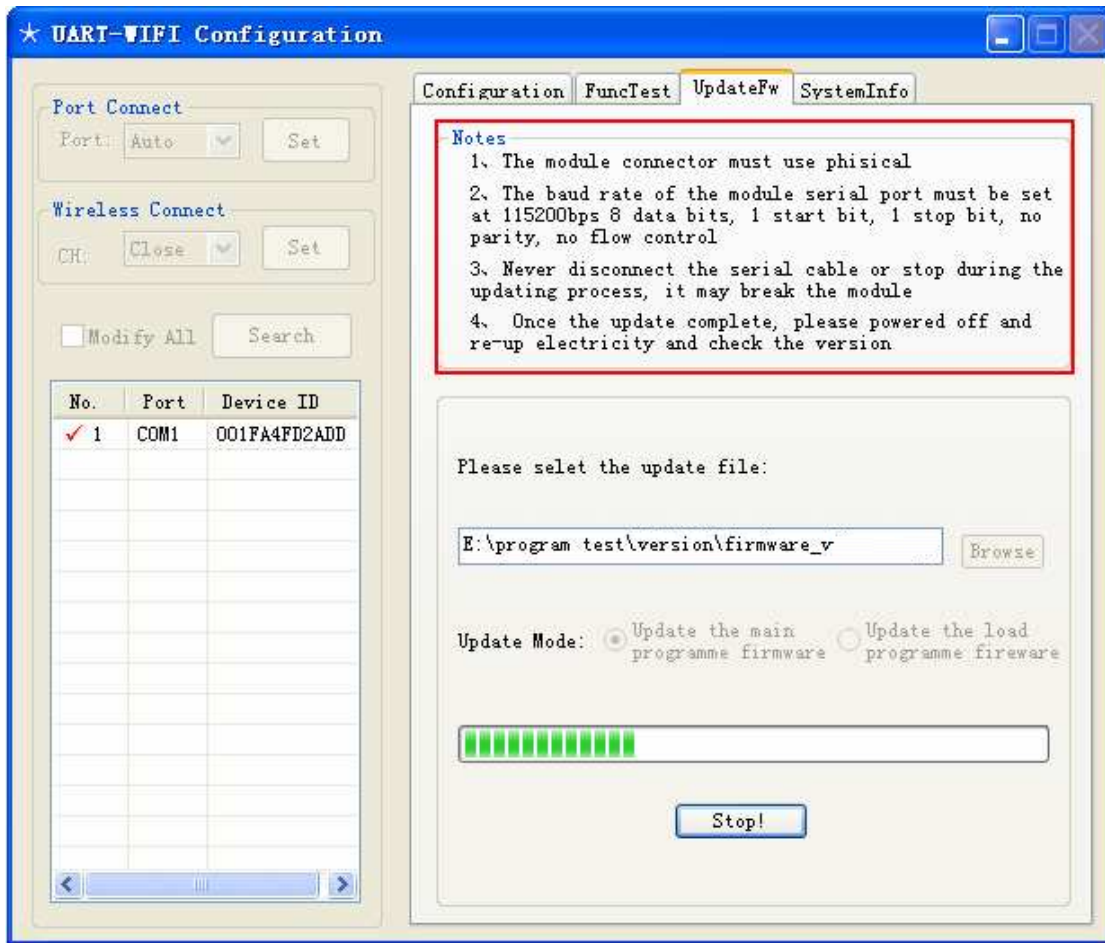 UART-WIFI Configuration
Port Connect
Port: Auto Set
Wireless Connect
CH: Close Set
Modify All Search
No. Port Device ID
1 COM1 001FA4FD2ADD
Configuration FuncTest UpdateFw SystemInfo
Notes
1、The module connector must use phisical
2、The baud rate of the module serial port must be set
at 115200bps 8 data bits, 1 start bit, 1 stop bit, no
parity, no flow control
3、Never disconnect the serial cable or stop during the
updating process, it may break the module
4、 Once the update complete, please powered off and
re-up electricity and check the version
Please selet the update file:
E:\program test\version\firmware_v Browse
Update Mode: Update the main Update the load
programme firmware programme fireware
Stop!